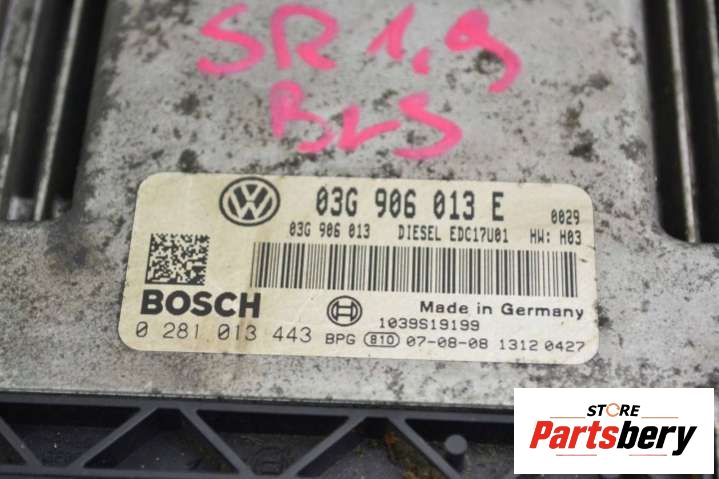 SR 1,9
BLS
03G 906 013 E
0029
03G 906 013 DIESEL EDC17U01 HW: H03
BOSCH
Made in Germany
1039S19199
0 281 013 443 BPG 810 07-08-08 1312 0427
STORE
Partsbery